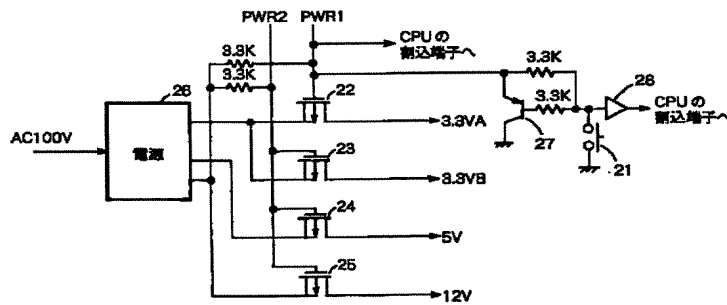 PWR2 PWR1
CPUの
割込端子へ
3.3K
3.3K
3.3K
3.3K
22
23
24
25
26
27
28
21
CPUの
割込端子へ
AC100V
電源
3.3VA
3.3VB
5V
12V